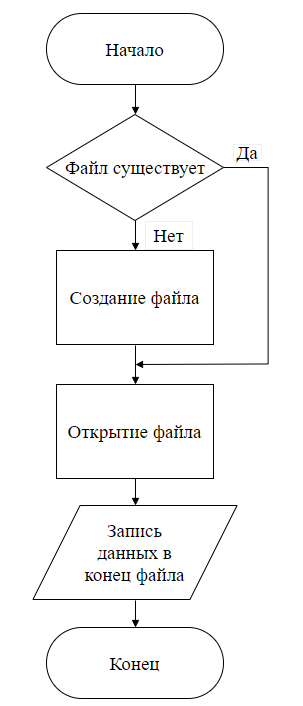 Начало
Файл существует
Да
Нет
Создание файла
Открытие файла
Запись
данных в
конец файла
Конец